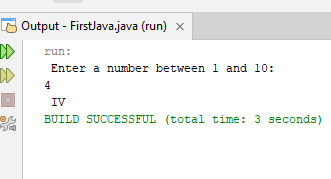 Output - FirstJava.java (run)
run:
Enter a number between 1 and 10:
4
IV
BUILD SUCCESSFUL (total time: 3 seconds)